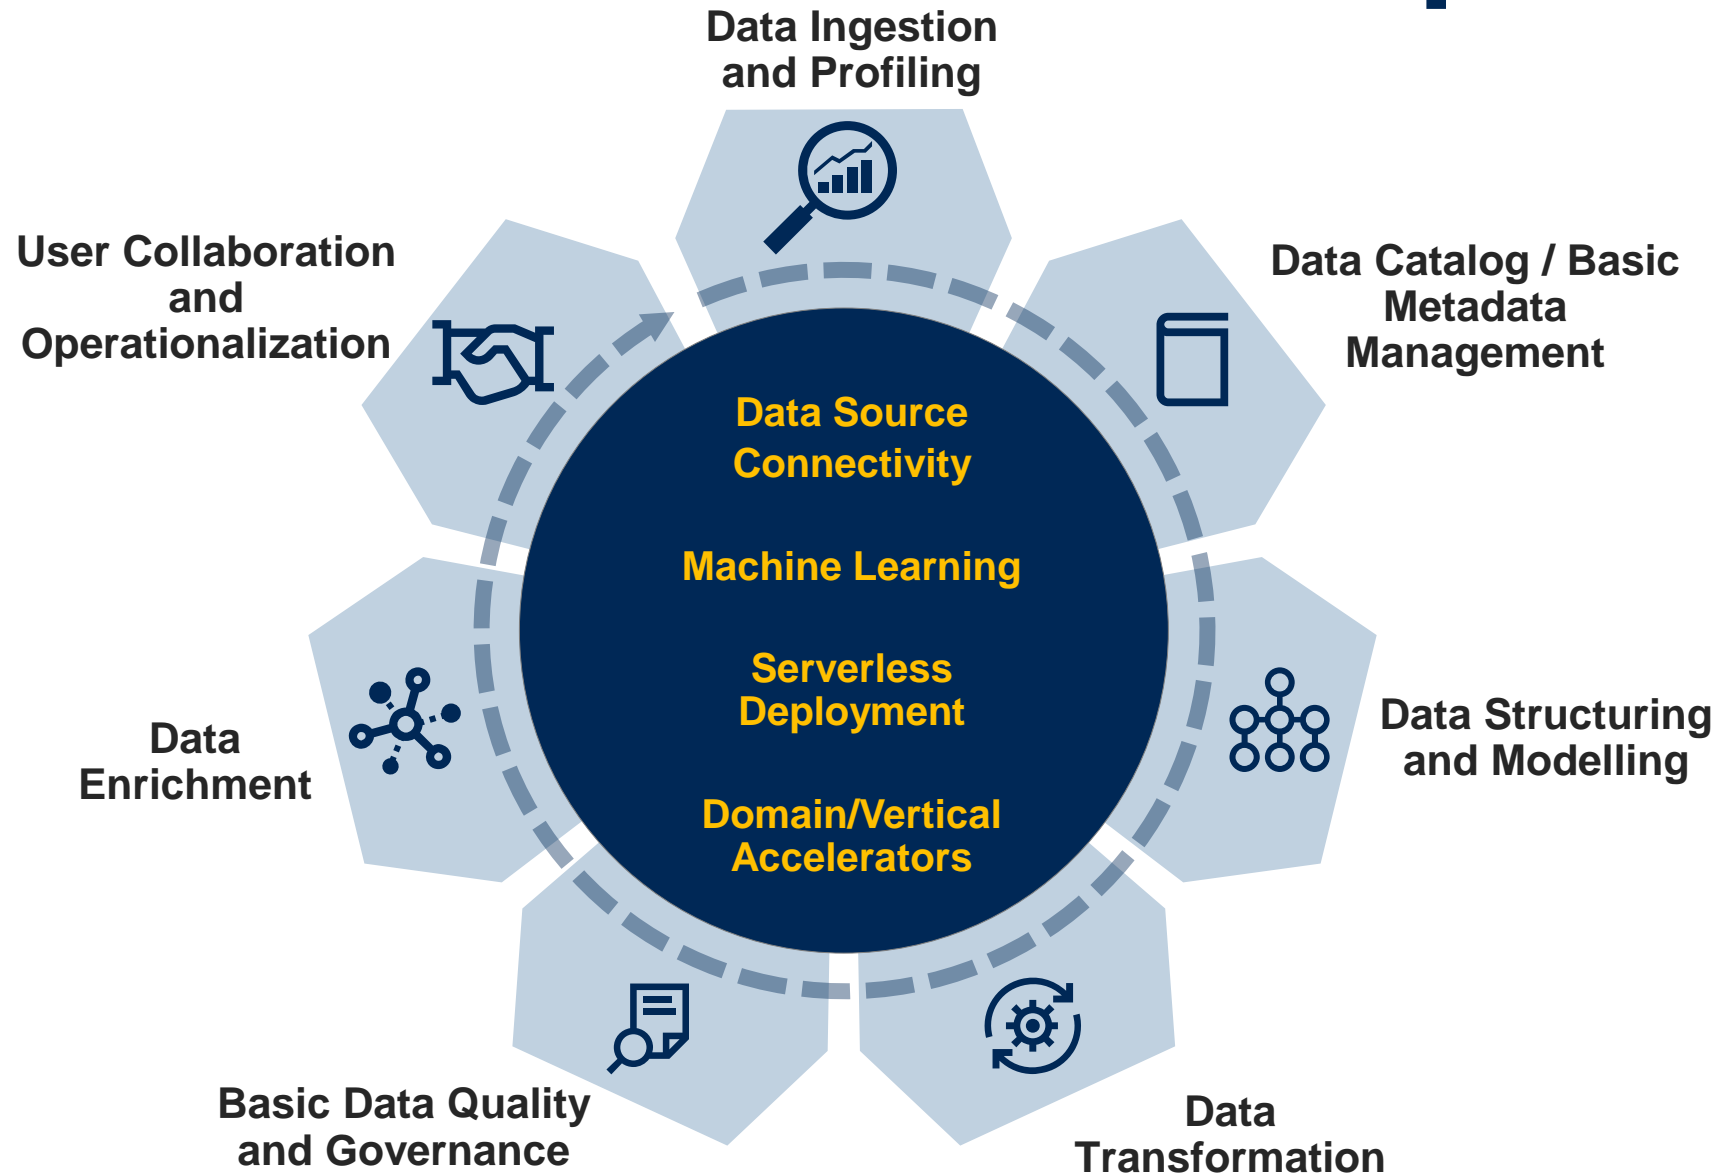 Data Ingestion
and Profiling
Data Catalog / Basic
Metadata
Management
Data Structuring
and Modelling
Data
Transformation
Basic Data Quality
and Governance
Data
Enrichment
User Collaboration
and
Operationalization
Data Source
Connectivity
Machine Learning
Serverless
Deployment
Domain/Vertical
Accelerators